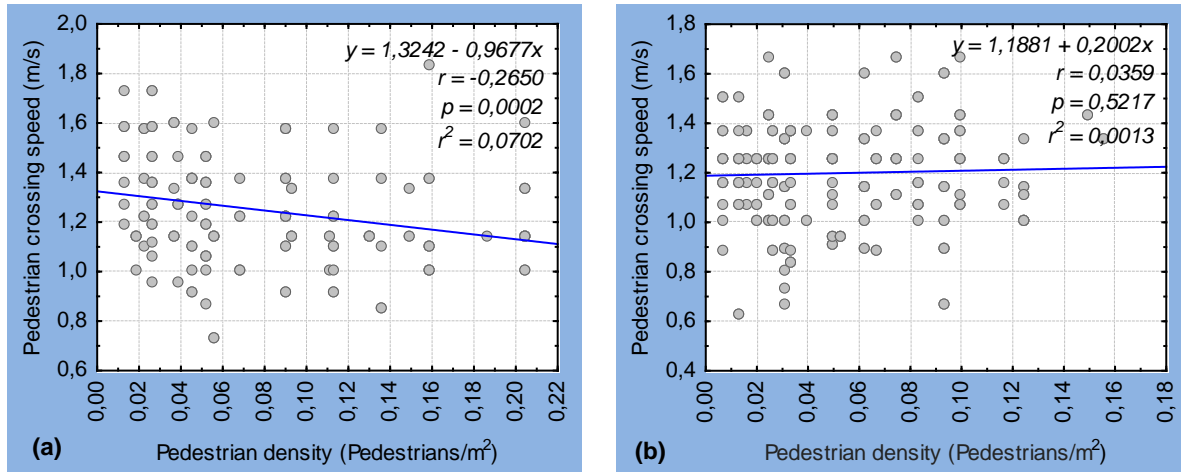 Pedestrian crossing speed (m/s)
2,0
1,8
1,6
1,4
1,2
1,0
0,8
0,6
y = 1,3242 - 0,9677x
r = -0,2650
p = 0,0002
r² = 0,0702
0,00 0,02 0,04 0,06 0,08 0,10 0,12 0,14 0,16 0,18 0,20 0,22
(a) Pedestrian density (Pedestrians/m²)
Pedestrian crossing speed (m/s)
1,8
1,6
1,4
1,2
1,0
0,8
0,6
0,4
y = 1,1881 + 0,2002x
r = 0,0359
p = 0,5217
r² = 0,0013
0,00 0,02 0,04 0,06 0,08 0,10 0,12 0,14 0,16 0,18
(b) Pedestrian density (Pedestrians/m²)